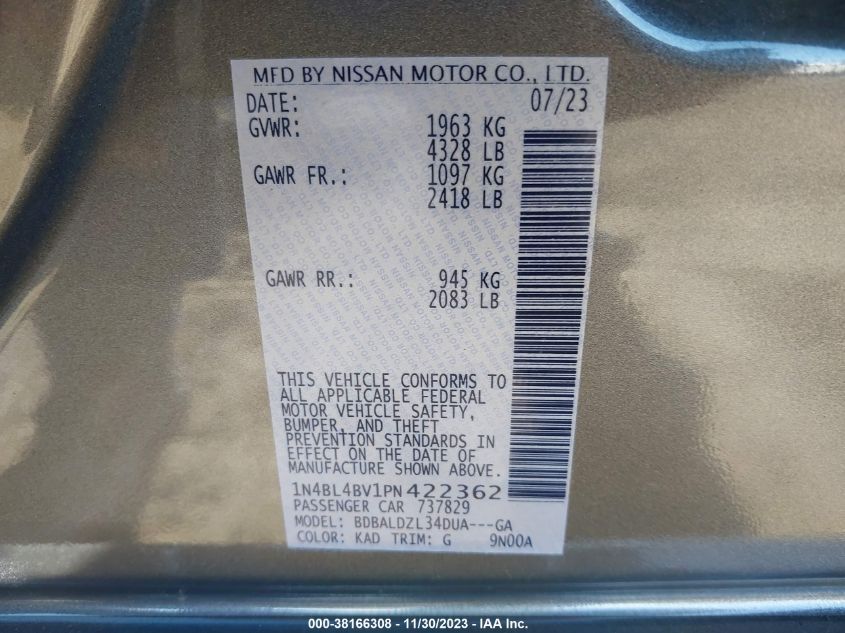 MFD BY NISSAN MOTOR CO., LTD.
DATE: 07/23
GVWR: 1963 KG
4328 LB
GAWR FR.: 1097 KG
2418 LB
GAWR RR.: 945 KG
2083 LB
THIS VEHICLE CONFORMS TO
ALL APPLICABLE FEDERAL
MOTOR VEHICLE SAFETY,
BUMPER, AND THEFT
PREVENTION STANDARDS IN
EFFECT ON THE DATE OF
MANUFACTURE SHOWN ABOVE.
1N4BL4BV1PN422362
PASSENGER CAR 737829
MODEL: BDBALDZL34DUA---GA
COLOR: KAD TRIM: G 9N00A
000-38166308 - 11/30/2023 - IAA Inc.